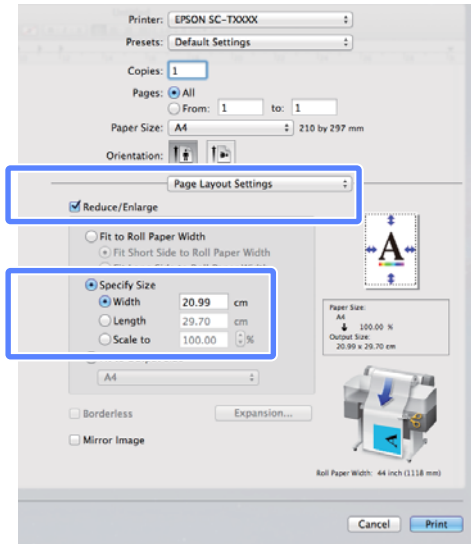 Printer: EPSON SC-TXXXX
Presets: Default Settings
Copies: 1
Pages: All
From: 1 to: 1
Paper Size: A4 210 by 297 mm
Orientation:
Page Layout Settings
Reduce/Enlarge
Fit to Roll Paper Width
Fit Short Side to Roll Paper Width
Specify Size
Width 20.99 cm
Length 29.70 cm
Scale to 100.00 %
A4
Borderless Expansion...
Mirror Image
A
Paper Size:
A4
100.00 %
Output Size:
20.99 x 29.70 cm
Roll Paper Width: 44 inch (1118 mm)
Cancel Print